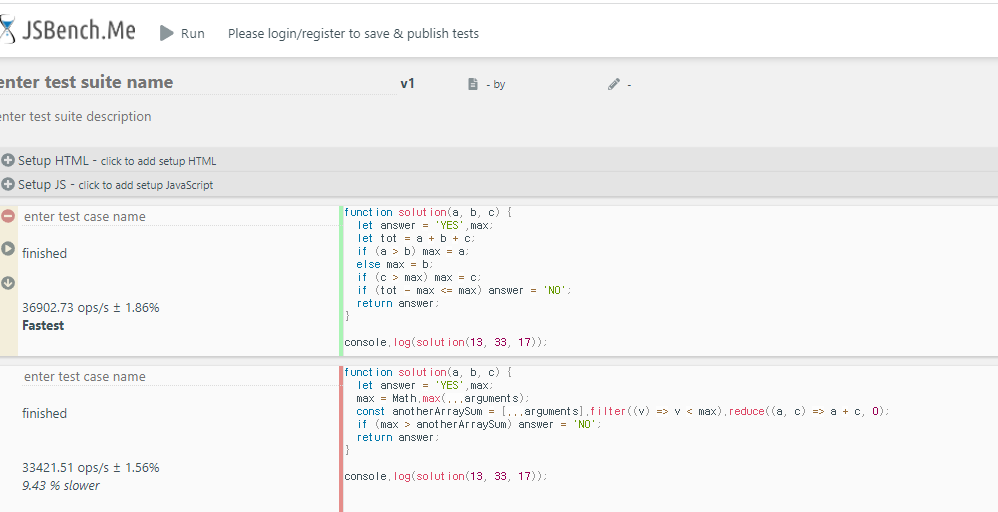 JSBench.Me
Run
Please login/register to save & publish tests
enter test suite name
v1
- by
-
enter test suite description
Setup HTML - click to add setup HTML
Setup JS - click to add setup JavaScript
enter test case name
finished
36902.73 ops/s ± 1.86%
Fastest
function solution(a, b, c) {
  let answer = 'YES',max;
  let tot = a + b + c;
  if (a > b) max = a;
  else max = b;
  if (c > max) max = c;
  if (tot - max <= max) answer = 'NO';
  return answer;
}

console.log(solution(13, 33, 17));
enter test case name
finished
33421.51 ops/s ± 1.56%
9.43 % slower
function solution(a, b, c) {
  let answer = 'YES',max;
  max = Math.max(...arguments);
  const anotherArraySum = [...arguments].filter((v) => v < max).reduce((a, c) => a + c, 0);
  if (max > anotherArraySum) answer = 'NO';
  return answer;
}

console.log(solution(13, 33, 17));